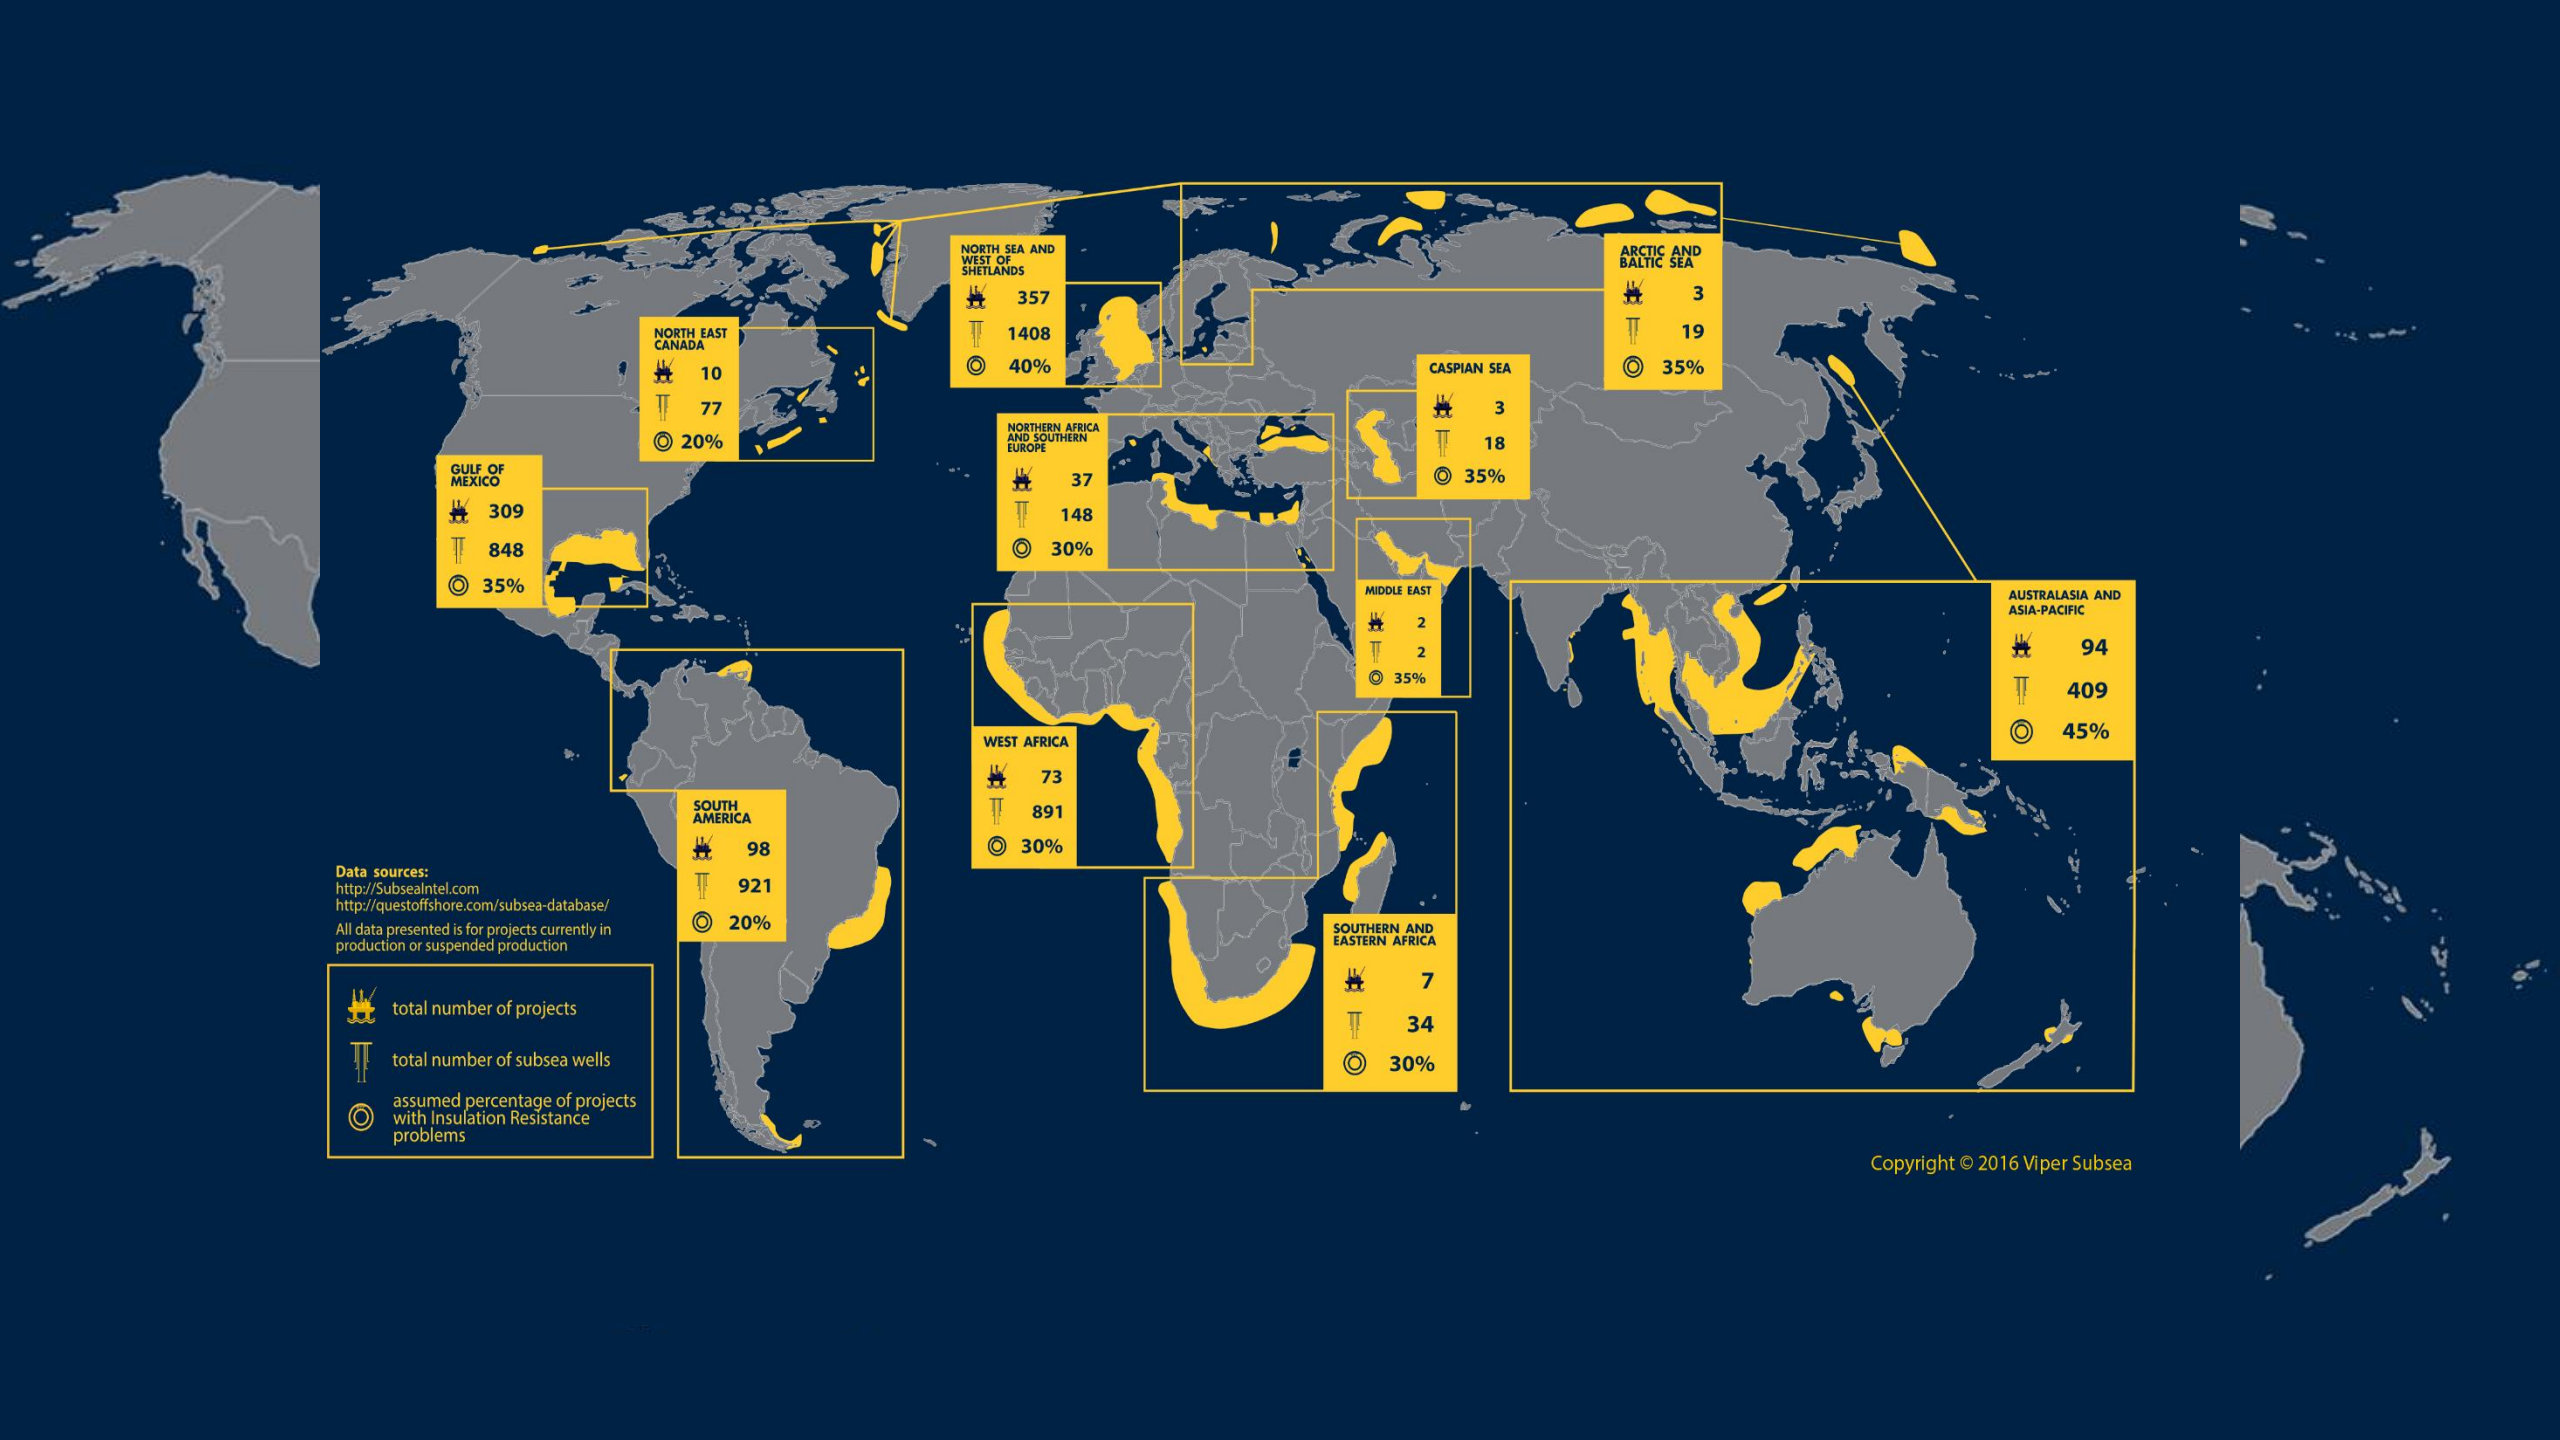 NORTH SEA AND
WEST OF
SHETLANDS
357
1408
40%
ARCTIC AND
BALTIC SEA
3
19
35%
NORTH EAST
CANADA
10
77
20%
CASPIAN SEA
3
18
35%
GULF OF
MEXICO
309
848
35%
NORTHERN AFRICA
AND SOUTHERN
EUROPE
37
148
30%
MIDDLE EAST
2
2
35%
AUSTRALASIA AND
ASIA-PACIFIC
94
409
45%
WEST AFRICA
73
891
30%
SOUTH
AMERICA
98
921
20%
SOUTHERN AND
EASTERN AFRICA
7
34
30%
Data sources:
http://SubseaIntel.com
http://questoffshore.com/subsea-database/
All data presented is for projects currently in
production or suspended production
total number of projects
total number of subsea wells
assumed percentage of projects
with Insulation Resistance
problems
Copyright © 2016 Viper Subsea